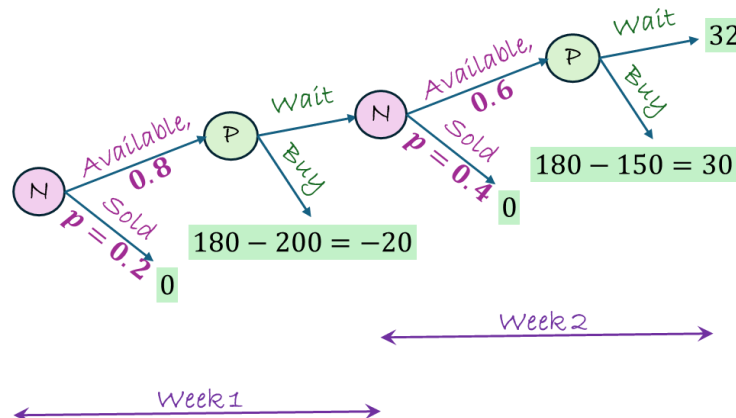 Wait
32
P
Available,
0.6
Buy
Wait
N
Sold
p = 0.4
0
180 − 150 = 30
P
Available,
0.8
Buy
N
Sold
p = 0.2
0
180 − 200 = −20
Week 2
Week 1